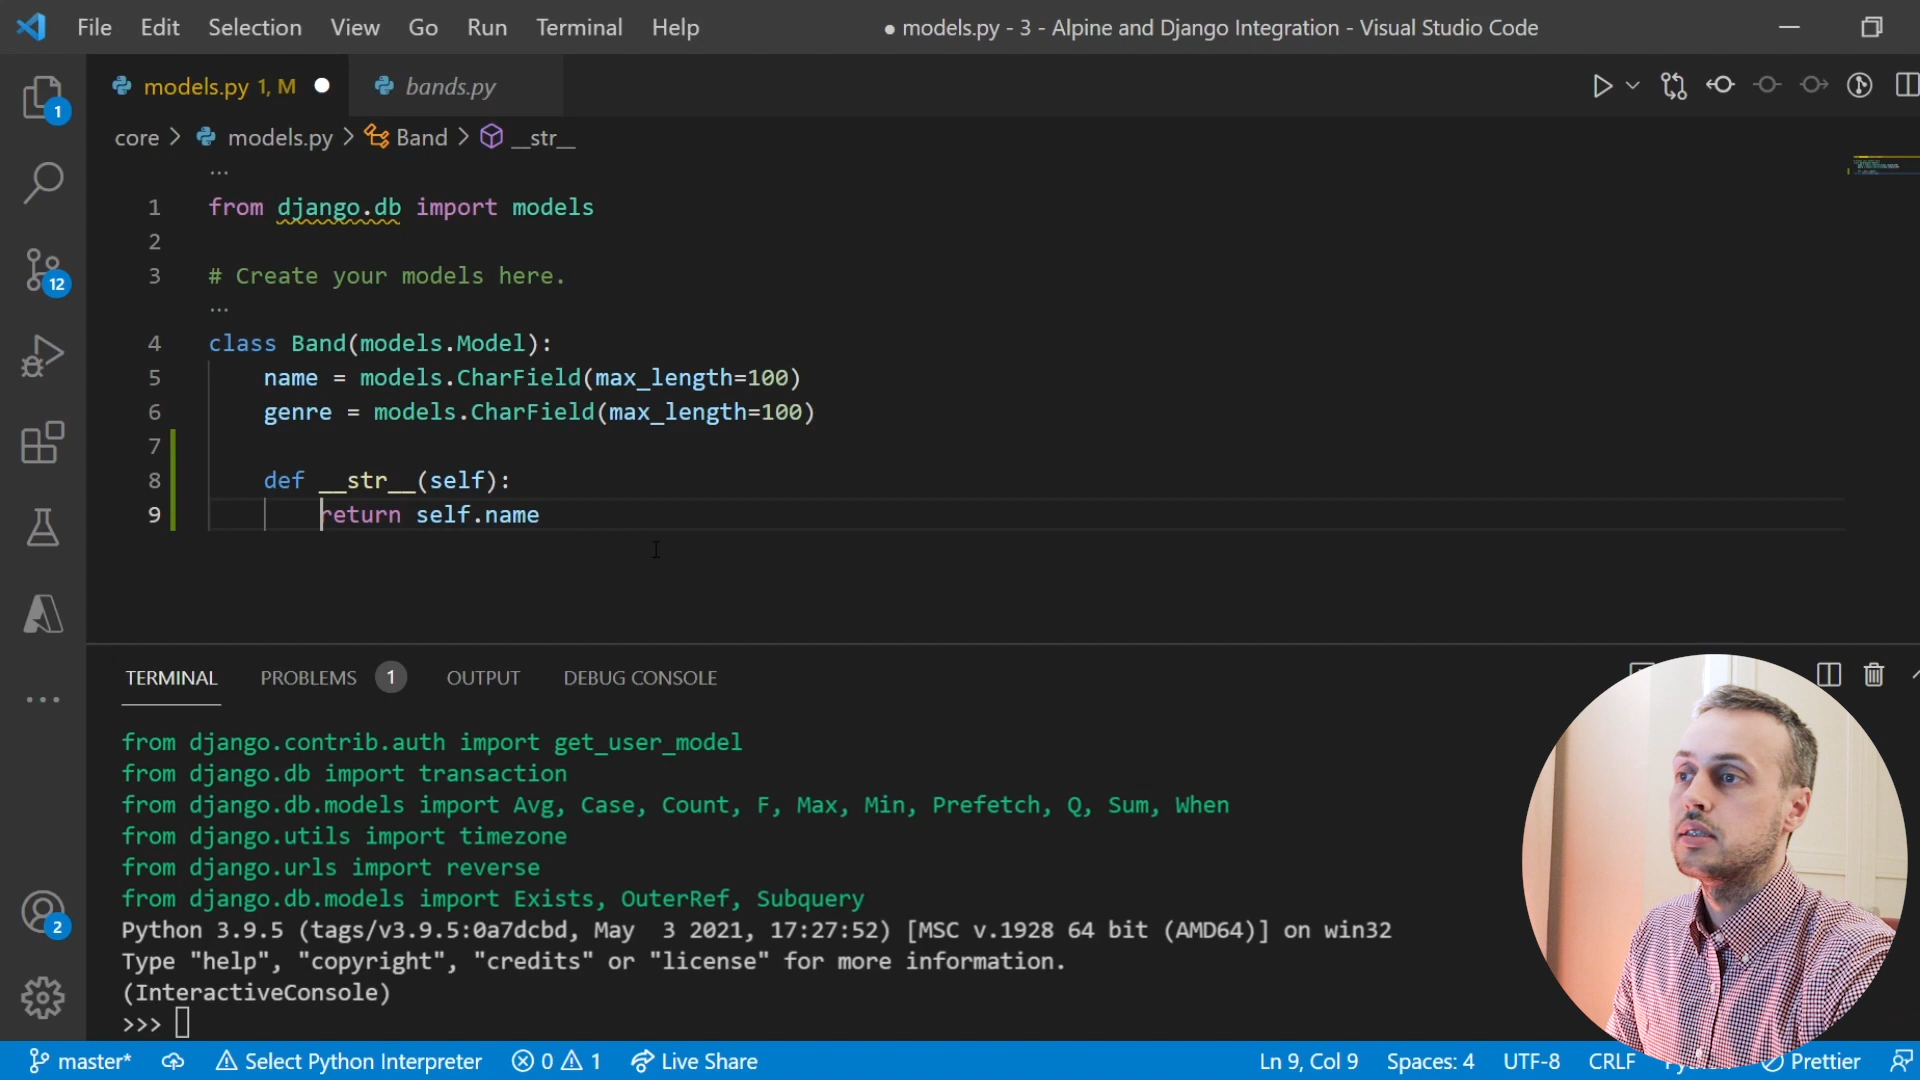 File Edit Selection View Go Run Terminal Help ● models.py - 3 - Alpine and Django Integration - Visual Studio Code
models.py 1, M bands.py
core > models.py > Band > __str__
...
1 from django.db import models
2
3 # Create your models here.
...
4 class Band(models.Model):
5 name = models.CharField(max_length=100)
6 genre = models.CharField(max_length=100)
7
8 def __str__(self):
9 return self.name
1
12
2
TERMINAL PROBLEMS 1 OUTPUT DEBUG CONSOLE
from django.contrib.auth import get_user_model
from django.db import transaction
from django.db.models import Avg, Case, Count, F, Max, Min, Prefetch, Q, Sum, When
from django.utils import timezone
from django.urls import reverse
from django.db.models import Exists, OuterRef, Subquery
Python 3.9.5 (tags/v3.9.5:0a7dcbd, May  3 2021, 17:27:52) [MSC v.1928 64 bit (AMD64)] on win32
Type "help", "copyright", "credits" or "license" for more information.
(InteractiveConsole)
>>>
master* Select Python Interpreter 0 1 Live Share Ln 9, Col 9 Spaces: 4 UTF-8 CRLF Prettier